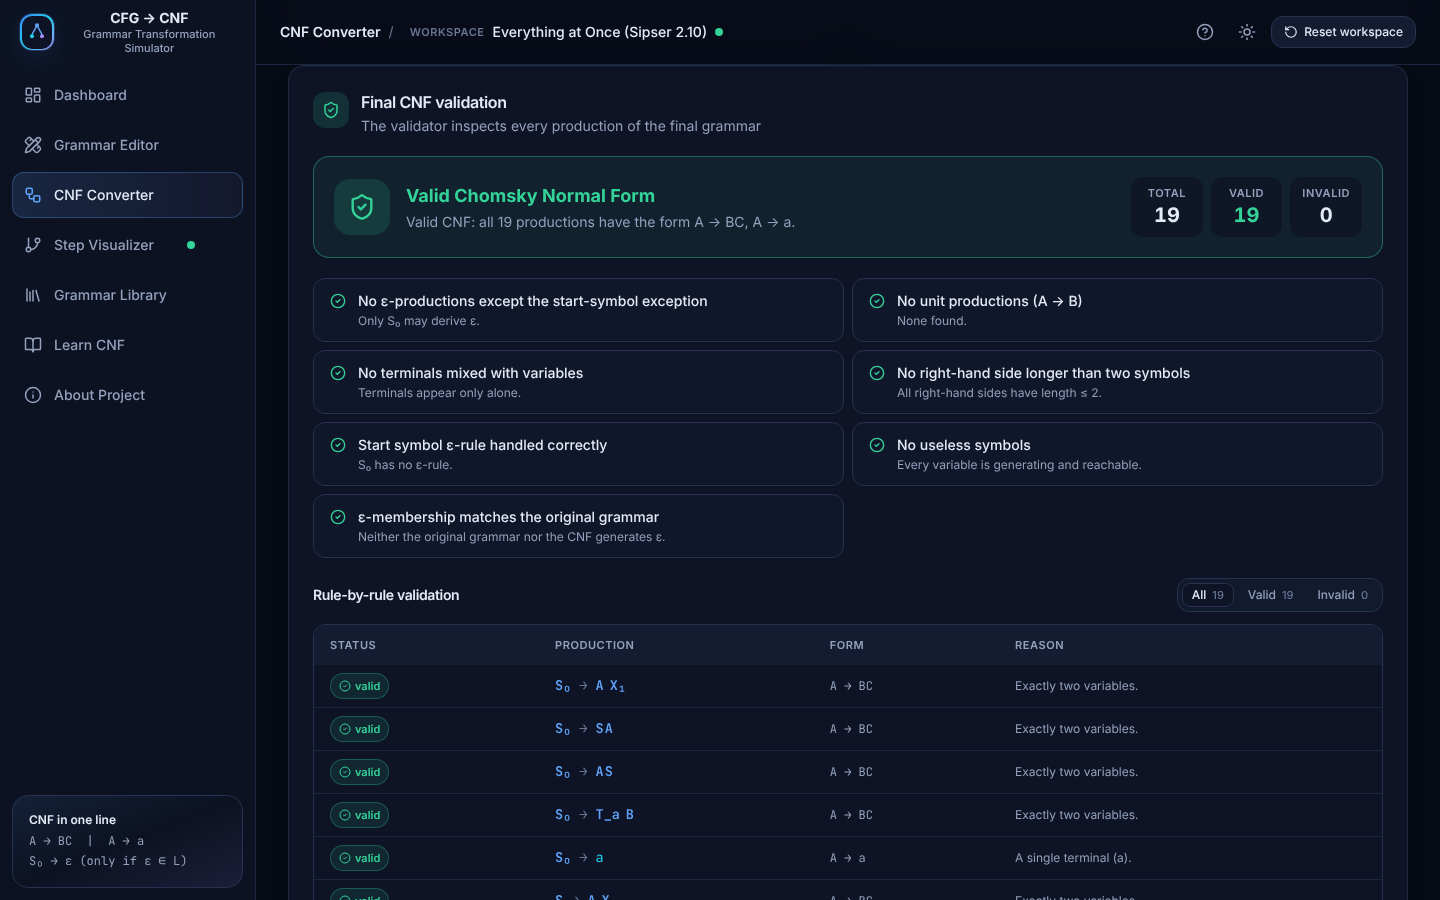 CFG → CNF
Grammar Transformation
Simulator
Dashboard
Grammar Editor
CNF Converter
Step Visualizer
Grammar Library
Learn CNF
About Project
CNF in one line
A → BC | A → a
S₀ → ε (only if ε ∈ L)
CNF Converter / WORKSPACE Everything at Once (Sipser 2.10)
Reset workspace
Final CNF validation
The validator inspects every production of the final grammar
Valid Chomsky Normal Form
Valid CNF: all 19 productions have the form A → BC, A → a.
TOTAL
19
VALID
19
INVALID
0
No ε-productions except the start-symbol exception
Only S₀ may derive ε.
No unit productions (A → B)
None found.
No terminals mixed with variables
Terminals appear only alone.
No right-hand side longer than two symbols
All right-hand sides have length ≤ 2.
Start symbol ε-rule handled correctly
S₀ has no ε-rule.
No useless symbols
Every variable is generating and reachable.
ε-membership matches the original grammar
Neither the original grammar nor the CNF generates ε.
Rule-by-rule validation
All 19 Valid 19 Invalid 0
STATUS PRODUCTION FORM REASON
valid S₀ → A X₁ A → BC Exactly two variables.
valid S₀ → S A A → BC Exactly two variables.
valid S₀ → A S A → BC Exactly two variables.
valid S₀ → T_a B A → BC Exactly two variables.
valid S₀ → a A → a A single terminal (a).